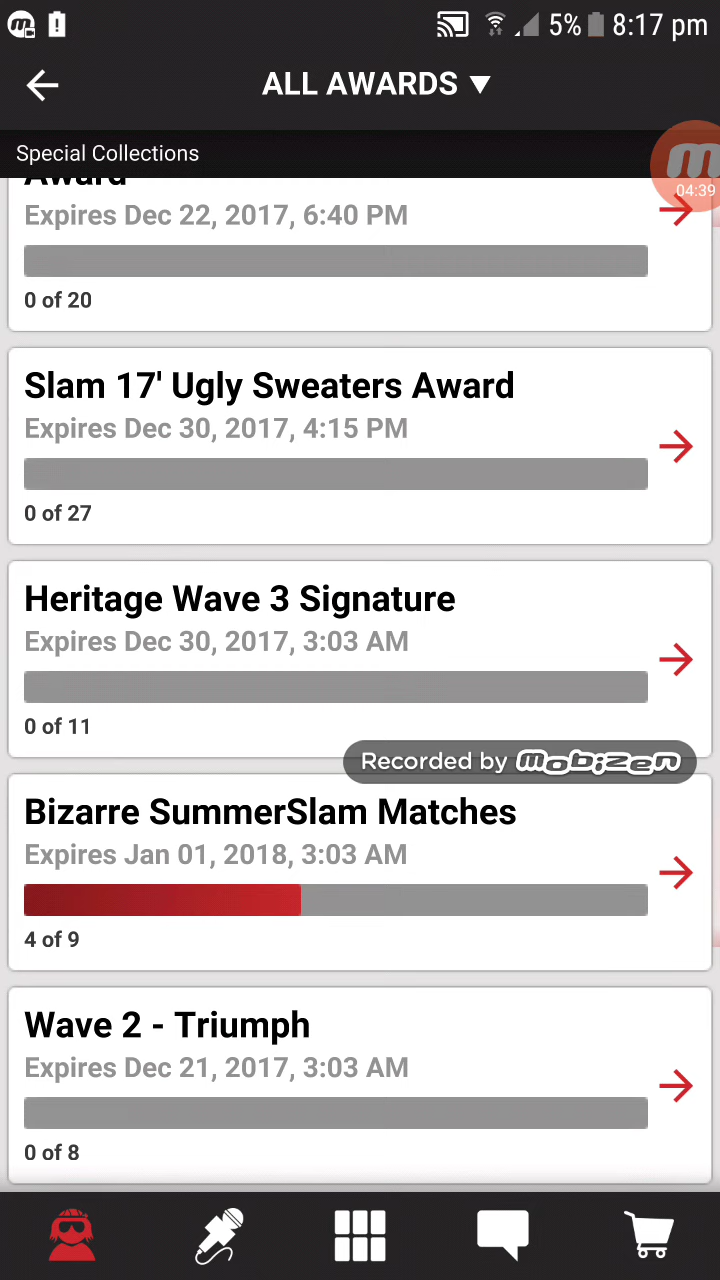 5% 8:17 pm
ALL AWARDS ▼
Special Collections
04:39
Award
Expires Dec 22, 2017, 6:40 PM
0 of 20
Slam 17' Ugly Sweaters Award
Expires Dec 30, 2017, 4:15 PM
0 of 27
Heritage Wave 3 Signature
Expires Dec 30, 2017, 3:03 AM
0 of 11
Recorded by mobizen
Bizarre SummerSlam Matches
Expires Jan 01, 2018, 3:03 AM
4 of 9
Wave 2 - Triumph
Expires Dec 21, 2017, 3:03 AM
0 of 8